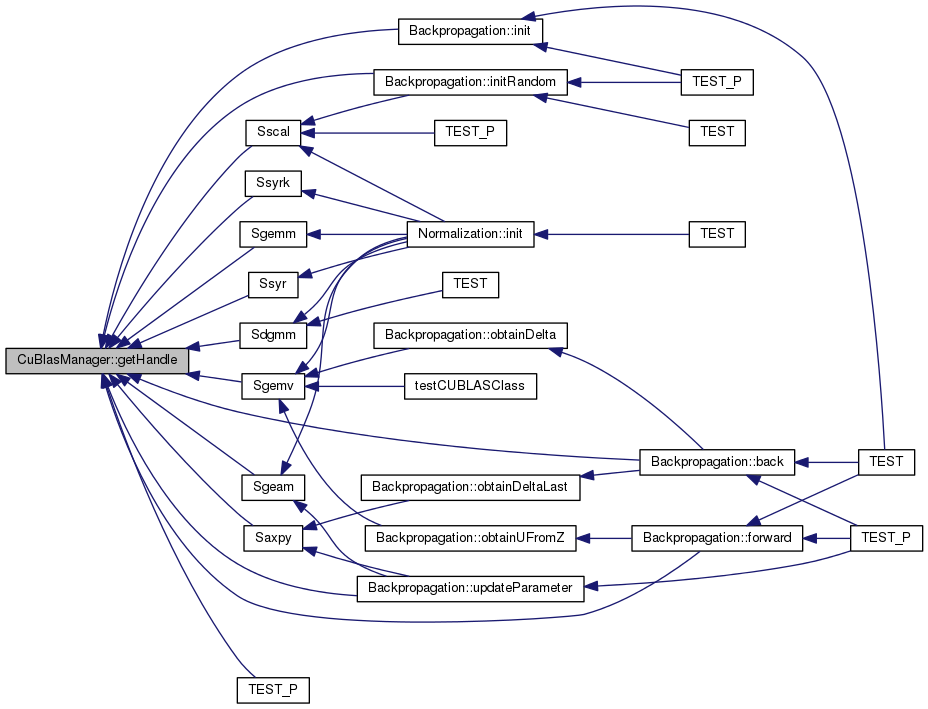 Backpropagation::init
Backpropagation::initRandom
TEST_P
Sscal
TEST_P
TEST
Ssyrk
Sgemm
Normalization::init
TEST
Ssyr
TEST
Sdgmm
Backpropagation::obtainDelta
CuBlasManager::getHandle
Sgemv
testCUBLASClass
Backpropagation::back
TEST
Sgeam
Backpropagation::obtainDeltaLast
Saxpy
Backpropagation::obtainUFromZ
Backpropagation::forward
TEST_P
Backpropagation::updateParameter
TEST_P